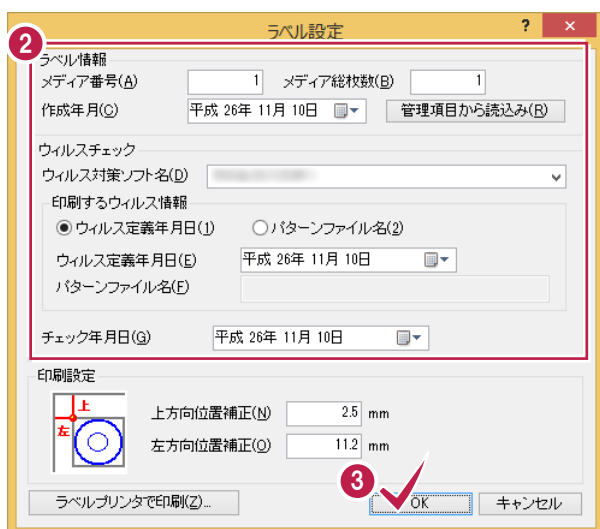 ラベル設定
? ×
2
ラベル情報
メディア番号(A) 1 メディア総枚数(B) 1
作成年月(C) 平成 26年 11月 10日 管理項目から読込み(R)
ウィルスチェック
ウィルス対策ソフト名(D)
印刷するウィルス情報
ウィルス定義年月日(1) パターンファイル名(2)
ウィルス定義年月日(E) 平成 26年 11月 10日
パターンファイル名(F)
チェック年月日(G) 平成 26年 11月 10日
印刷設定
上
左
上方向位置補正(N) 2.5 mm
左方向位置補正(O) 11.2 mm
3
ラベルプリンタで印刷(Z)... OK キャンセル